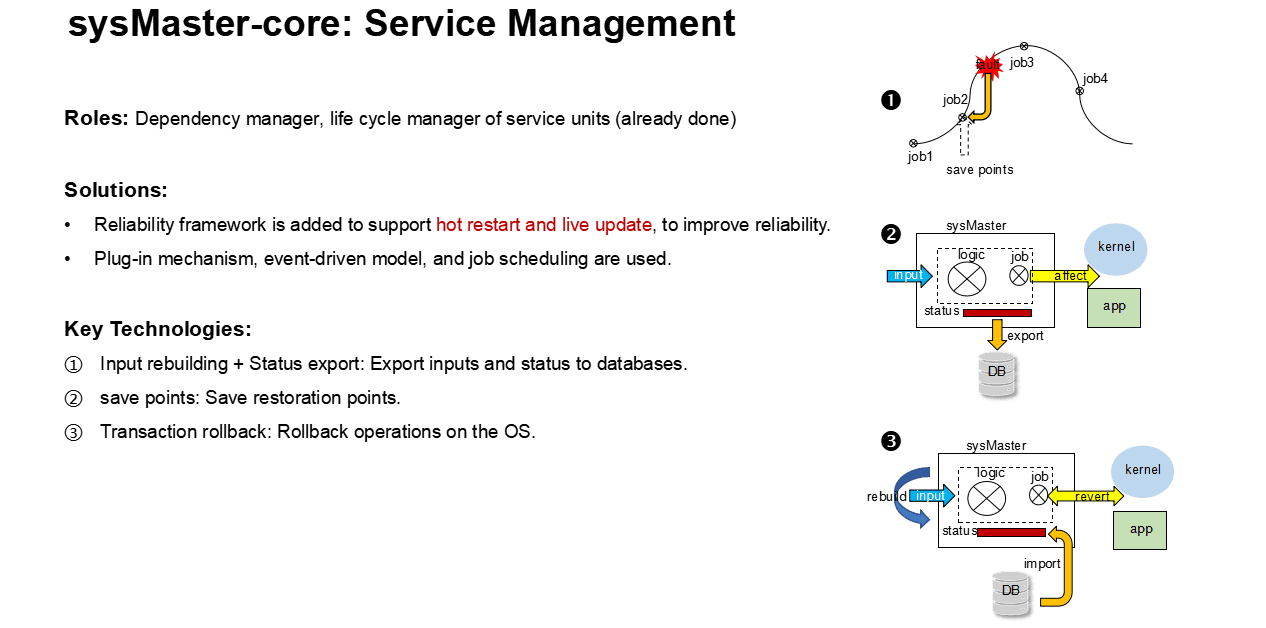 sysMaster-core: Service Management
Roles: Dependency manager, life cycle manager of service units (already done)
Solutions:
• Reliability framework is added to support hot restart and live update, to improve reliability.
• Plug-in mechanism, event-driven model, and job scheduling are used.
Key Technologies:
① Input rebuilding + Status export: Export inputs and status to databases.
② save points: Save restoration points.
③ Transaction rollback: Rollback operations on the OS.
❶
fault
job3
job4
job2
job1
save points
❷
sysMaster
kernel
logic
job
input
affect
app
status
export
DB
❸
sysMaster
kernel
logic
job
rebuild
input
revert
app
status
import
DB